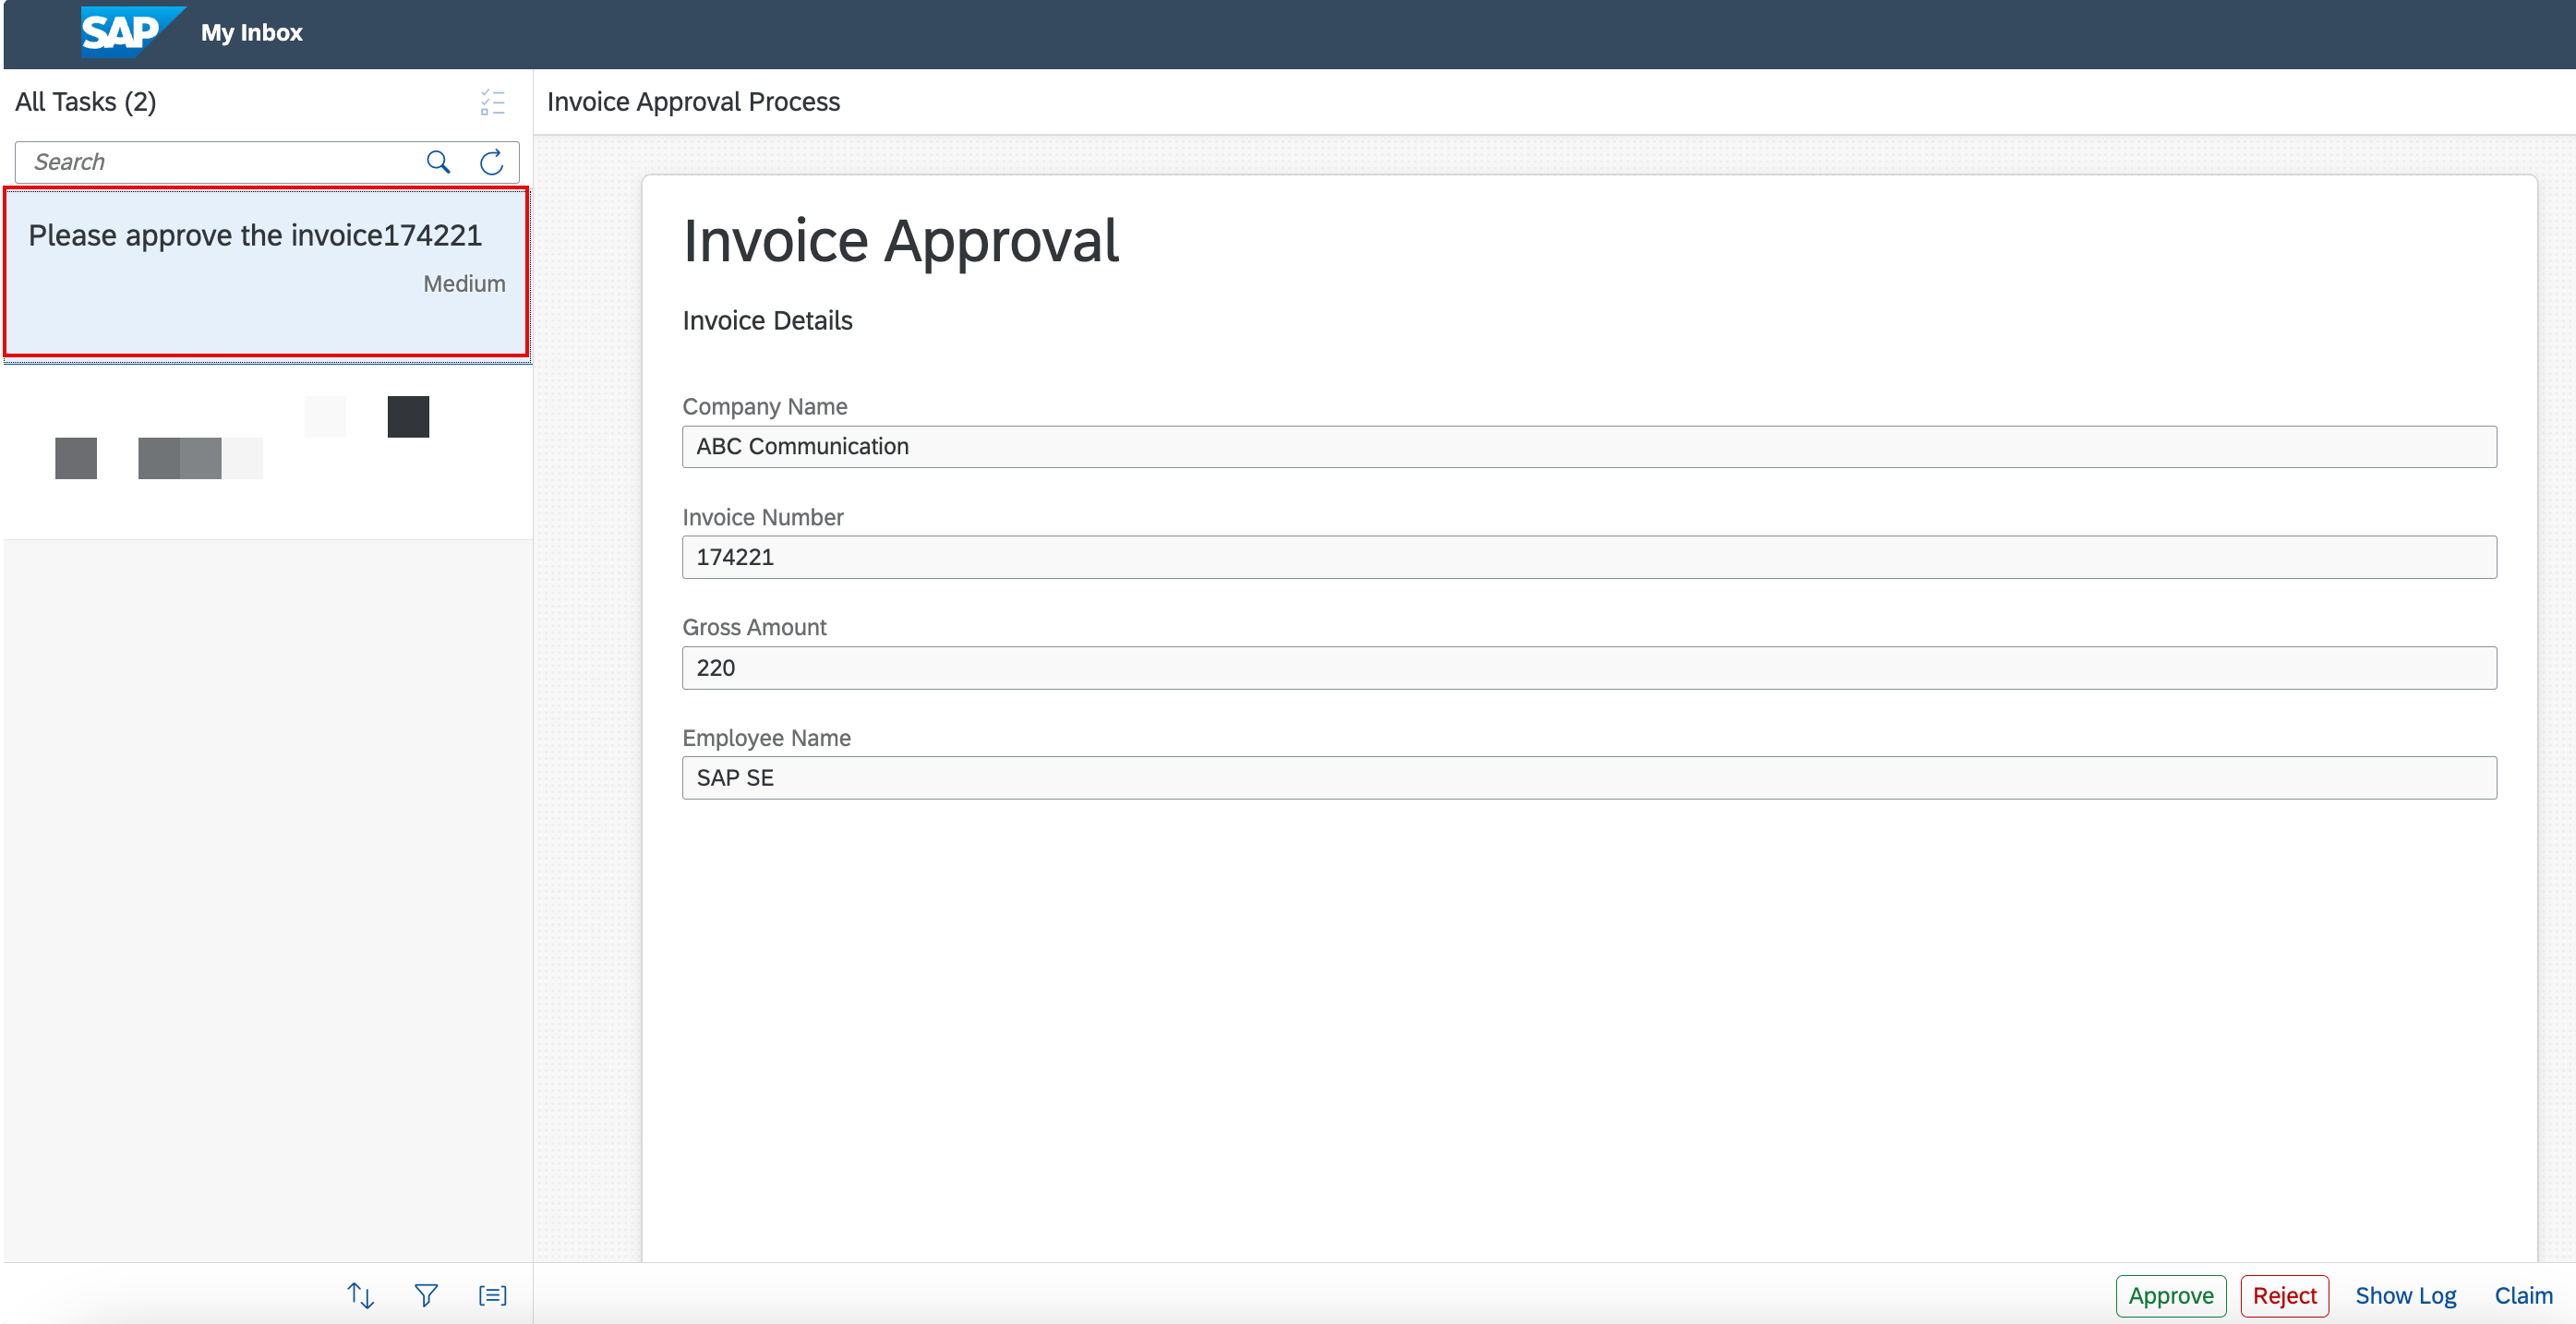 SAP My Inbox
All Tasks (2)
Search
Please approve the invoice174221
Medium
Invoice Approval Process
Invoice Approval
Invoice Details
Company Name
ABC Communication
Invoice Number
174221
Gross Amount
220
Employee Name
SAP SE
Approve Reject Show Log Claim